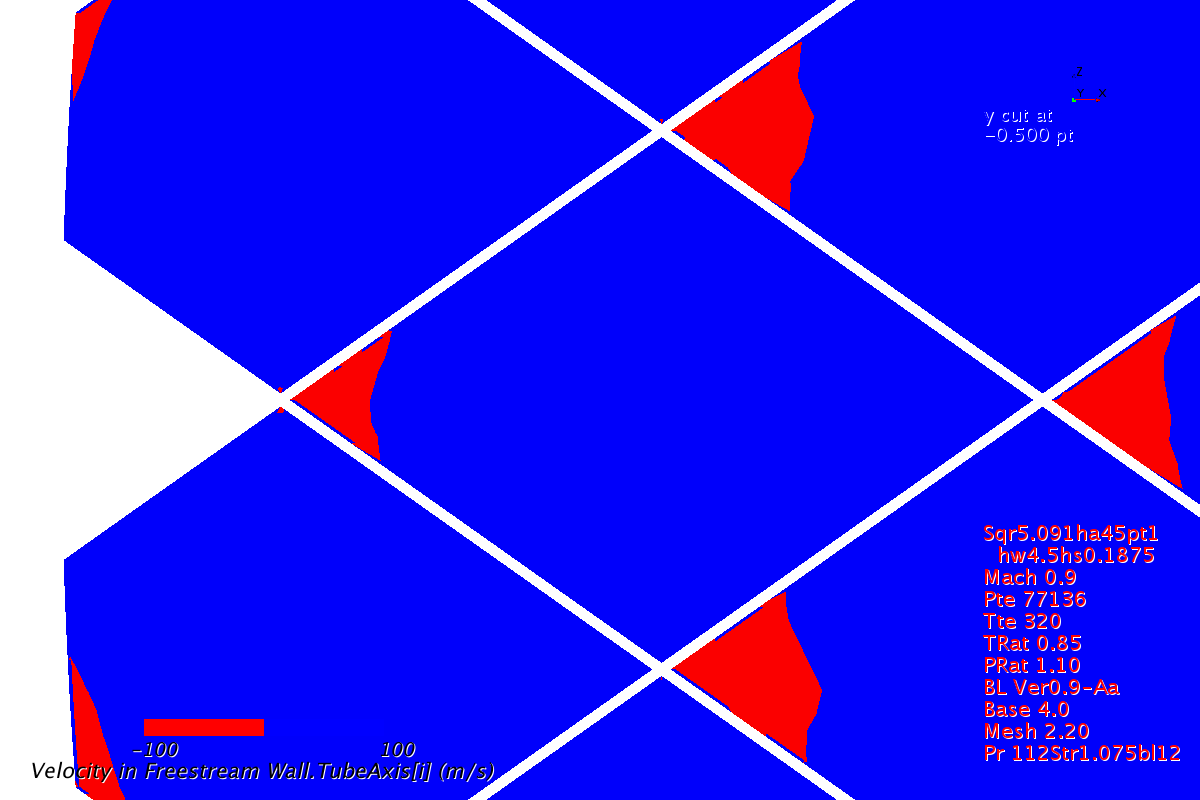 Z
Y X
y cut at
-0.500 pt
Sqr5.091ha45pt1
hw4.5hs0.1875
Mach 0.9
Pte 77136
Tte 320
TRat 0.85
PRat 1.10
BL Ver0.9-Aa
Base 4.0
Mesh 2.20
Pr 112Str1.075bl12
-100 100
Velocity in Freestream Wall.TubeAxis[i] (m/s)